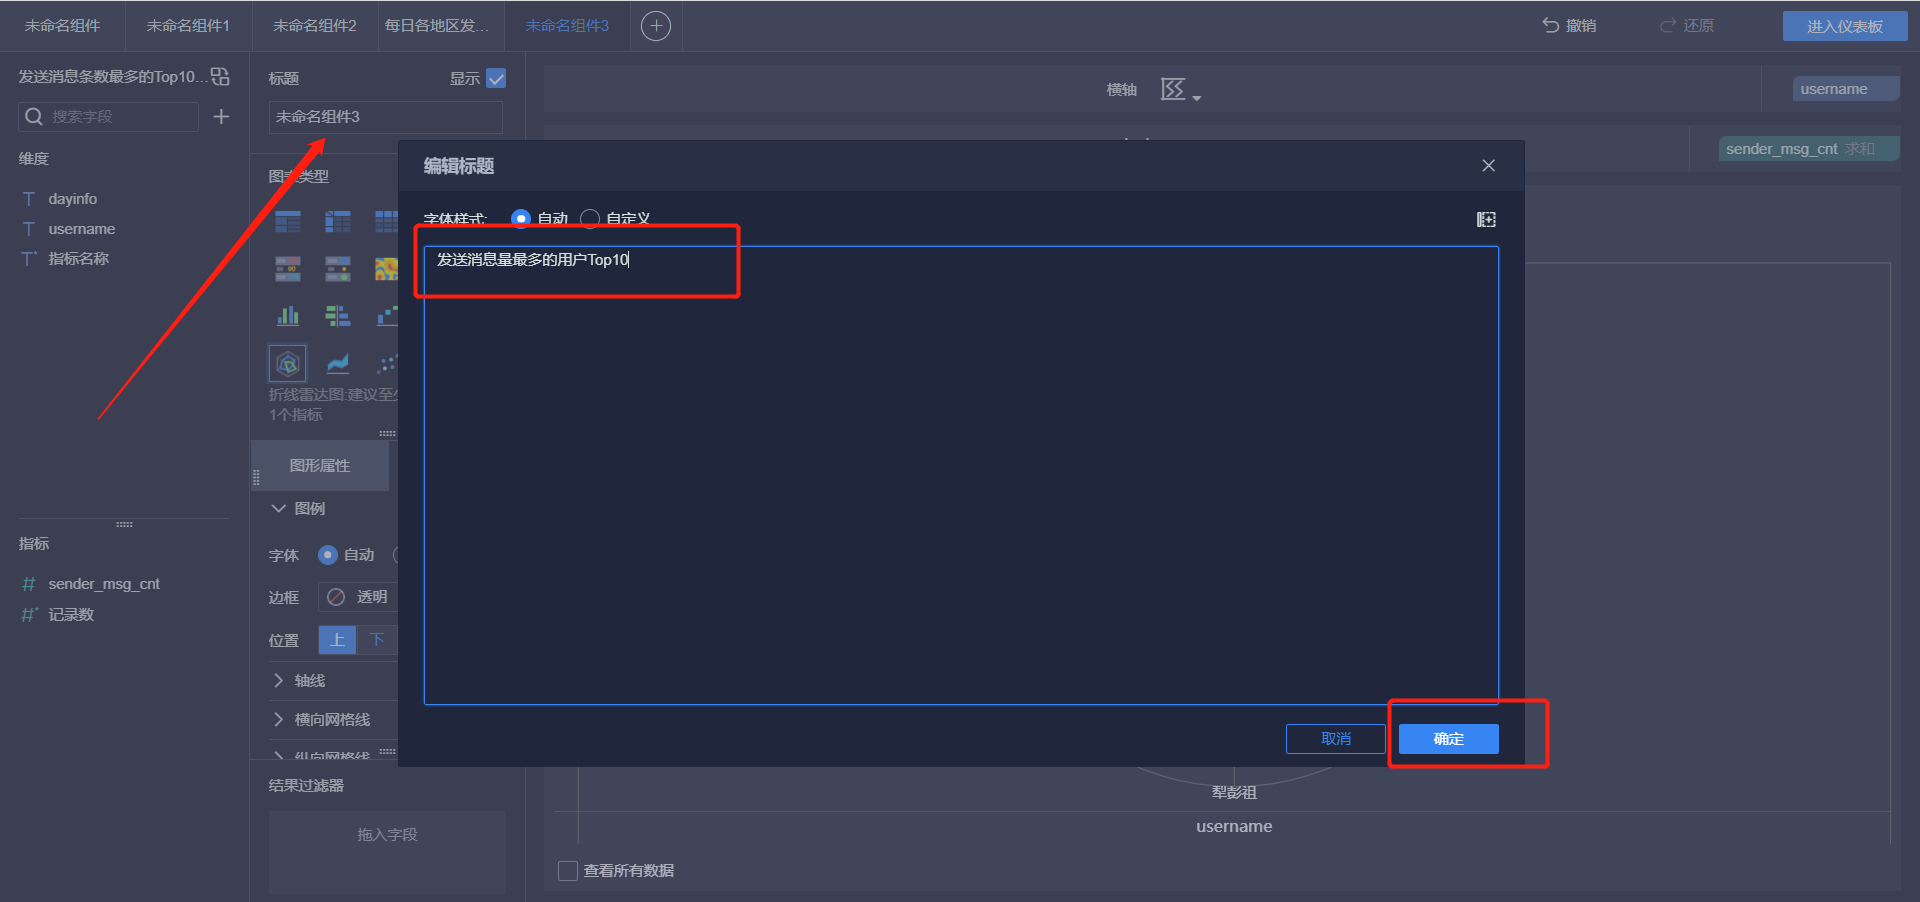 未命名组件
未命名组件1
未命名组件2
每日各地区发...
未命名组件3
撤销
还原
进入仪表板
发送消息条数最多的Top10...
搜索字段
维度
dayinfo
username
指标名称
指标
sender_msg_cnt
记录数
标题
显示
未命名组件3
图表类型
折线雷达图:建议至少
1个指标
图形属性
图例
字体
自动
边框
透明
位置
上
下
轴线
横向网格线
纵向网格线
结果过滤器
拖入字段
横轴
username
sender_msg_cnt 求和
编辑标题
字体样式:
自动
自定义
发送消息量最多的用户Top10
取消
确定
犁彭祖
username
查看所有数据